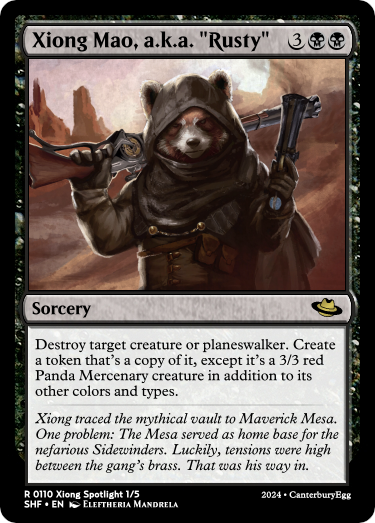 Xiong Mao, a.k.a. "Rusty" 3
Sorcery
Destroy target creature or planeswalker. Create
a token that's a copy of it, except it's a 3/3 red
Panda Mercenary creature in addition to its
other colors and types.
Xiong traced the mythical vault to Maverick Mesa.
One problem: The Mesa served as home base for the
nefarious Sidewinders. Luckily, tensions were high
between the gang's brass. That was his way in.
R 0110 Xiong Spotlight 1/5
SHF • EN Eleftheria Mandrela
2024 • CanterburyEgg